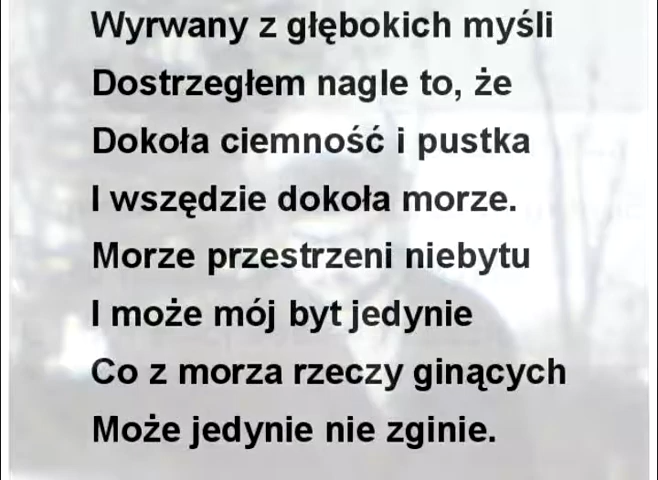 Wyrwany z głębokich myśli
Dostrzegłem nagle to, że
Dokoła ciemność i pustka
I wszędzie dokoła morze.
Morze przestrzeni niebytu
I może mój byt jedynie
Co z morza rzeczy ginących
Może jedynie nie zginie.